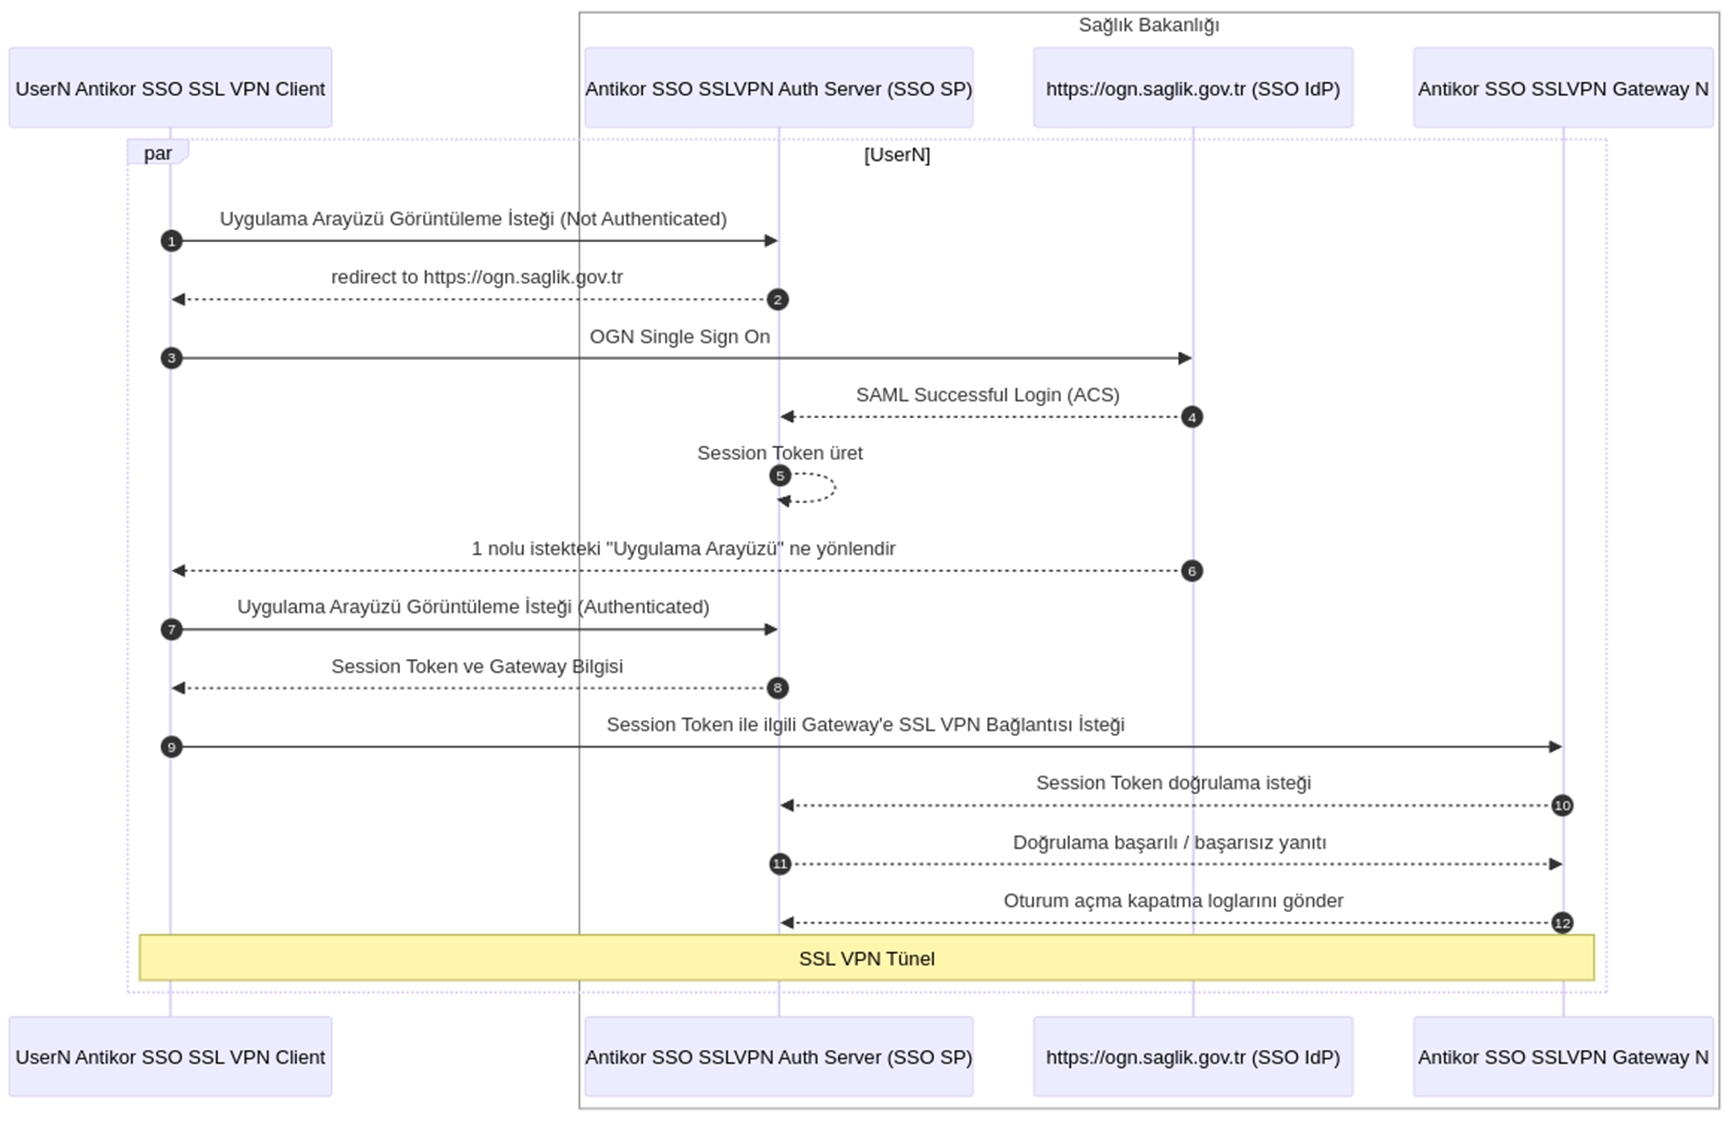 Sağlık Bakanlığı
UserN Antikor SSO SSL VPN Client
Antikor SSO SSLVPN Auth Server (SSO SP)
https://ogn.saglik.gov.tr (SSO IdP)
Antikor SSO SSLVPN Gateway N
par
[UserN]
Uygulama Arayüzü Görüntüleme İsteği (Not Authenticated)
1
redirect to https://ogn.saglik.gov.tr
2
OGN Single Sign On
3
SAML Successful Login (ACS)
4
Session Token üret
5
1 nolu istekteki "Uygulama Arayüzü" ne yönlendir
6
Uygulama Arayüzü Görüntüleme İsteği (Authenticated)
7
Session Token ve Gateway Bilgisi
8
Session Token ile ilgili Gateway'e SSL VPN Bağlantısı İsteği
9
Session Token doğrulama isteği
10
Doğrulama başarılı / başarısız yanıtı
11
Oturum açma kapatma loglarını gönder
12
SSL VPN Tünel
UserN Antikor SSO SSL VPN Client
Antikor SSO SSLVPN Auth Server (SSO SP)
https://ogn.saglik.gov.tr (SSO IdP)
Antikor SSO SSLVPN Gateway N